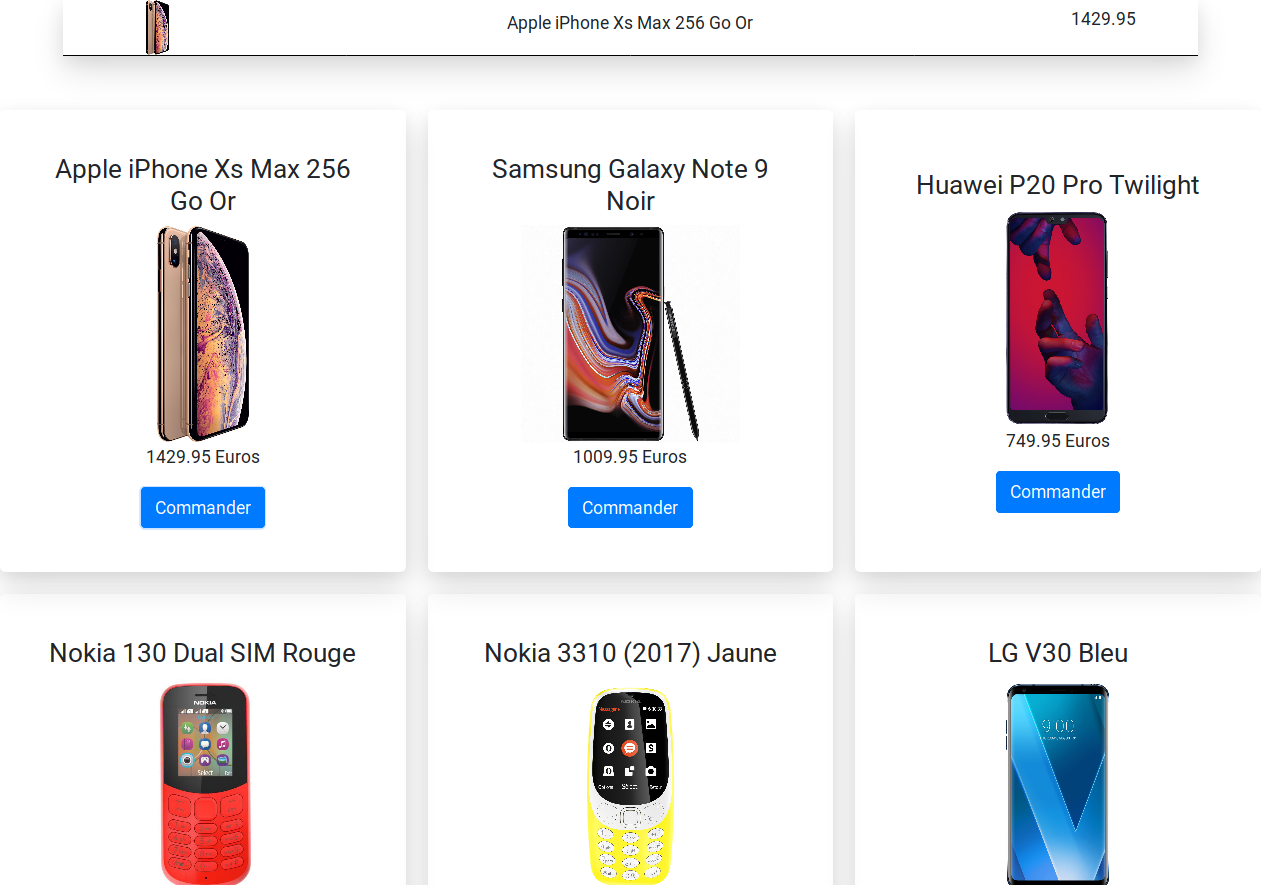 Apple iPhone Xs Max 256 Go Or
1429.95
Apple iPhone Xs Max 256
Go Or
Samsung Galaxy Note 9
Noir
Huawei P20 Pro Twilight
1429.95 Euros
1009.95 Euros
749.95 Euros
Commander
Commander
Commander
Nokia 130 Dual SIM Rouge
Nokia 3310 (2017) Jaune
LG V30 Bleu
NOKIA
Select
Select
9:00